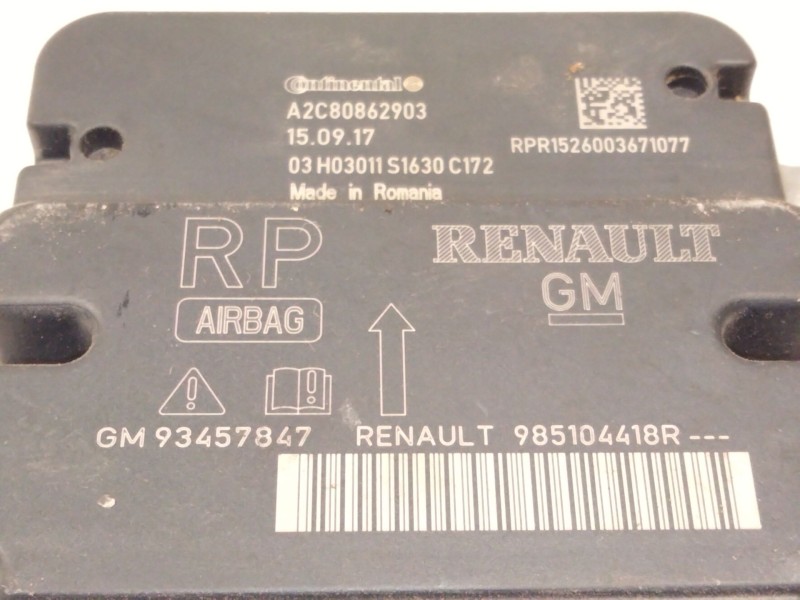 Continental
A2C80862903
15.09.17
RPR1526003671077
03 H03011 S1630 C172
Made in Romania
RP
RENAULT
GM
AIRBAG
GM 93457847 RENAULT 985104418R ---